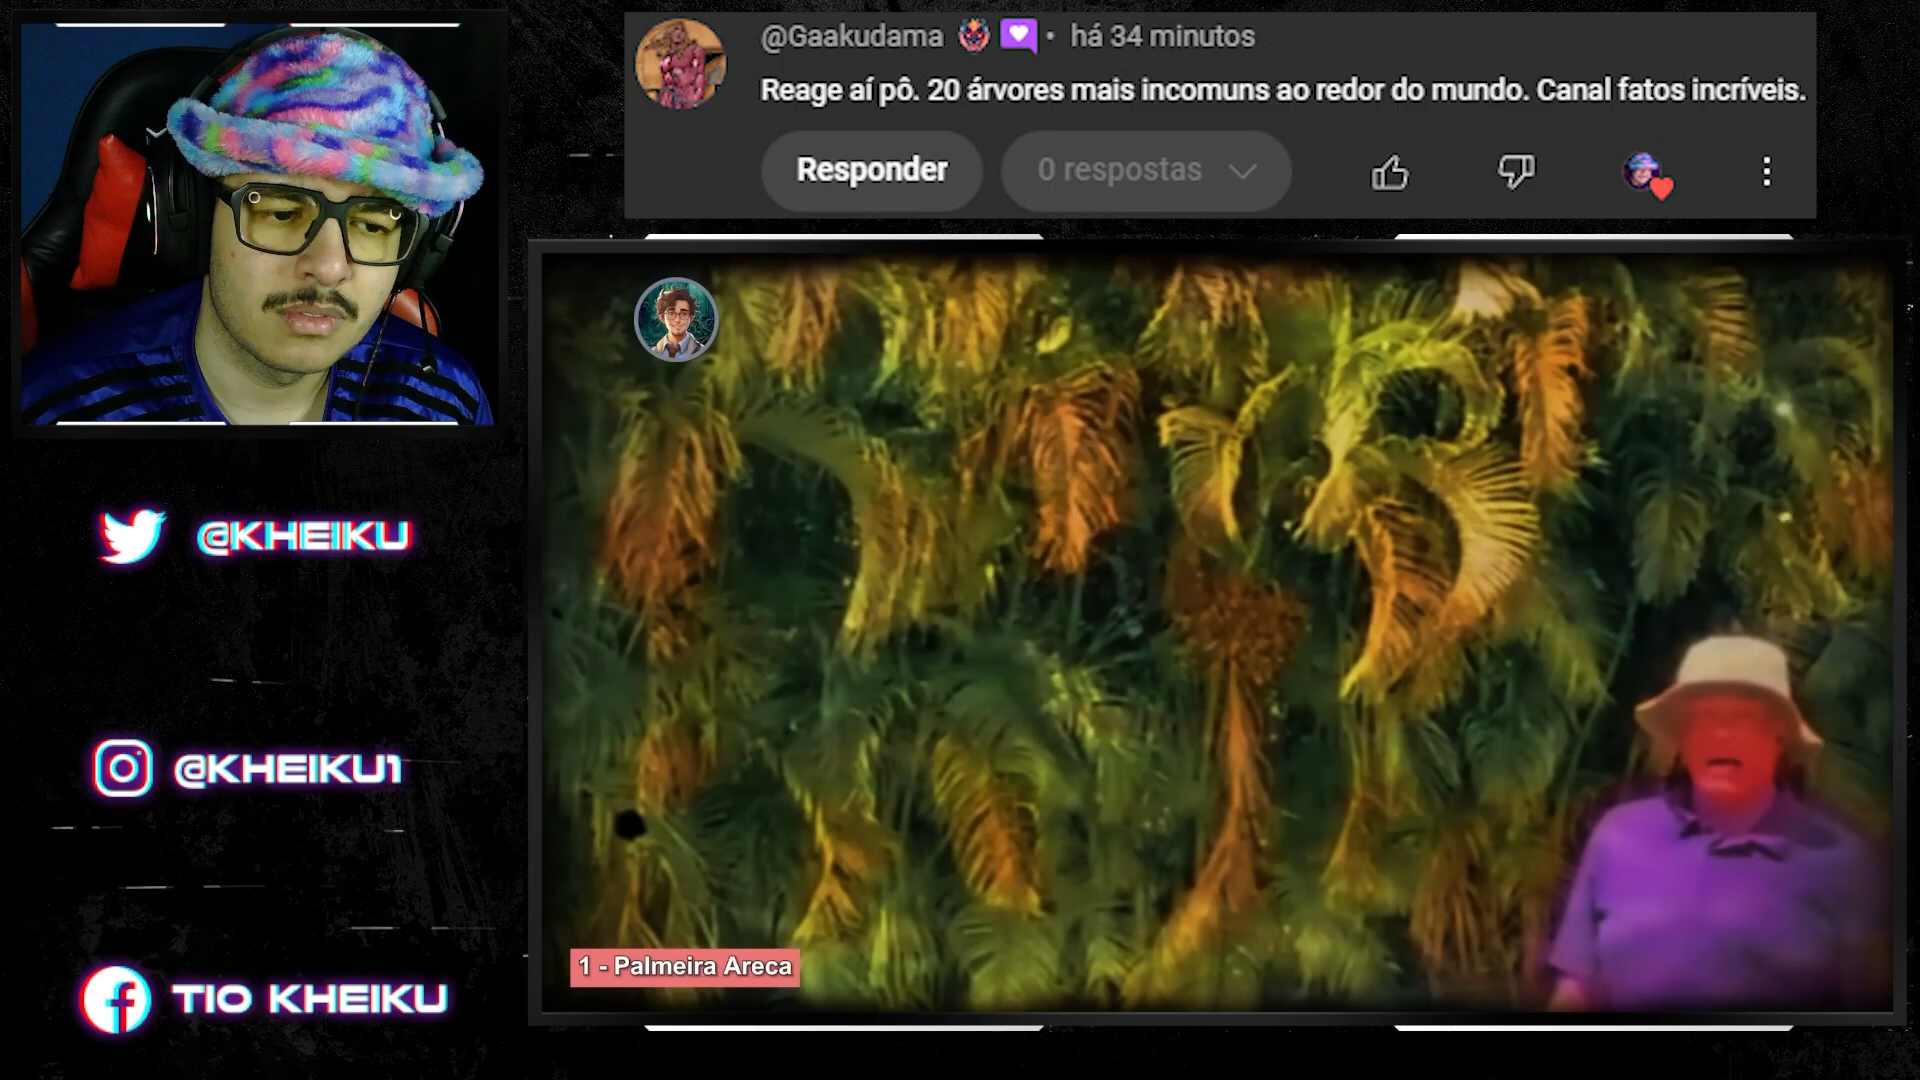 @Gaakudama • há 34 minutos
Reage aí pô. 20 árvores mais incomuns ao redor do mundo. Canal fatos incríveis.
Responder
0 respostas
@KHEIKU
@KHEIKU1
TIO KHEIKU
1 - Palmeira Areca